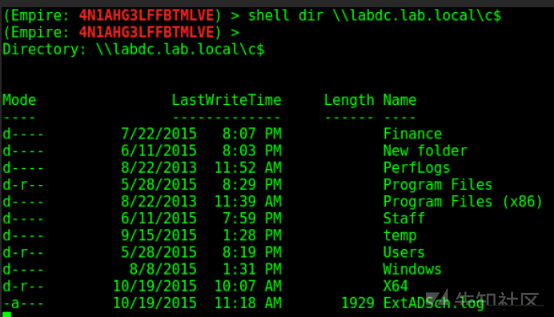 (Empire: 4N1AHG3LFFBTMLVE) > shell dir \\labdc.lab.local\c$
(Empire: 4N1AHG3LFFBTMLVE) >
Directory: \\labdc.lab.local\c$
Mode LastWriteTime Length Name
---- ------------- ------ ----
d---- 7/22/2015 8:07 PM Finance
d---- 6/11/2015 8:03 PM New folder
d---- 8/22/2013 11:52 AM PerfLogs
d-r-- 5/28/2015 8:29 PM Program Files
d---- 8/22/2013 11:39 AM Program Files (x86)
d---- 6/11/2015 7:59 PM Staff
d---- 9/15/2015 1:28 PM temp
d-r-- 5/28/2015 8:19 PM Users
d---- 8/8/2015 1:31 PM Windows
d-r-- 10/19/2015 10:07 AM X64
-a--- 10/19/2015 11:18 AM 1929 ExtADSch.log
先知社区